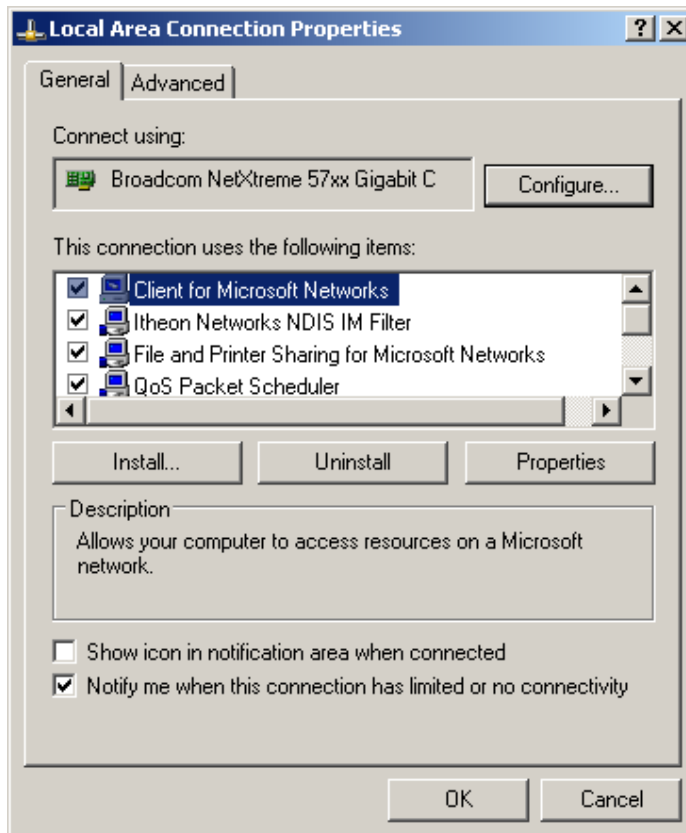 Local Area Connection Properties
General Advanced
Connect using:
Broadcom NetXtreme 57xx Gigabit C Configure...
This connection uses the following items:
Client for Microsoft Networks
Itheon Networks NDIS IM Filter
File and Printer Sharing for Microsoft Networks
QoS Packet Scheduler
Install... Uninstall Properties
Description
Allows your computer to access resources on a Microsoft
network.
Show icon in notification area when connected
Notify me when this connection has limited or no connectivity
OK Cancel